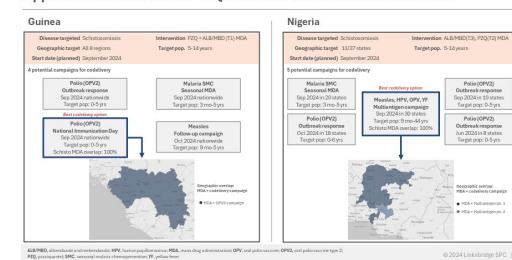 Guinea
Disease targeted Schistosomiasis
Intervention PZQ + ALB/MBD (T1) MDA
Geographic target All 8 regions
Target pop. 5-14 years
Start date (planned) September 2024
4 potential campaigns for codelivery
Polio (OPV2)
Outbreak response
Sep 2024 nationwide
Target pop: 0-5 yrs
Malaria SMC
Seasonal MDA
Sep 2024 nationwide
Target pop: 3 mo-5 yrs
Best codelivery option
Polio (OPV2)
National Immunization Day
Sep 2024 nationwide
Target pop: 0-5 yrs
Schisto MDA overlap: 100%
Measles
Follow-up campaign
Oct 2024 nationwide
Target pop: 9 mo-5 yrs
Geographic overlap:
MDA + codelivery campaign
MDA + OPV2 campaign
Nigeria
Disease targeted Schistosomiasis
Intervention ALB/MBD (T3), PZQ (T2) MDA
Geographic target 11/37 states
Target pop. 5-14 years
Start date (planned) September 2024
5 potential campaigns for codelivery
Malaria SMC
Seasonal MDA
Sep 2024 in 20 states
Target pop: 3 mo-5 yrs
Best codelivery option
Measles, HPV, OPV, YF
Multiantigen campaign
Sep 2024 in 30 states
Target pop: 9 mo-44 yrs
Schisto MDA overlap: 100%
Polio (OPV2)
Outbreak response
Sep 2024 in 10 states
Target pop: 0-5 yrs
Polio (OPV2)
Outbreak response
Oct 2024 in 18 states
Target pop: 0-5 yrs
Polio (OPV2)
Outbreak response
Jun 2024 in 8 states
Target pop: 0-5 yrs
Geographic overlap:
MDA + codelivery campaign
MDA + Multiantigen ph. 1
MDA + Multiantigen ph. 2
ALB/MBD, albendazole and mebendazole; HPV, human papillomavirus; MDA, mass drug administration; OPV, oral polio vaccine; OPV2, oral polio vaccine type 2;
PZQ, praziquantel; SMC, seasonal malaria chemoprevention; YF, yellow fever
© 2024 Linksbridge SPC